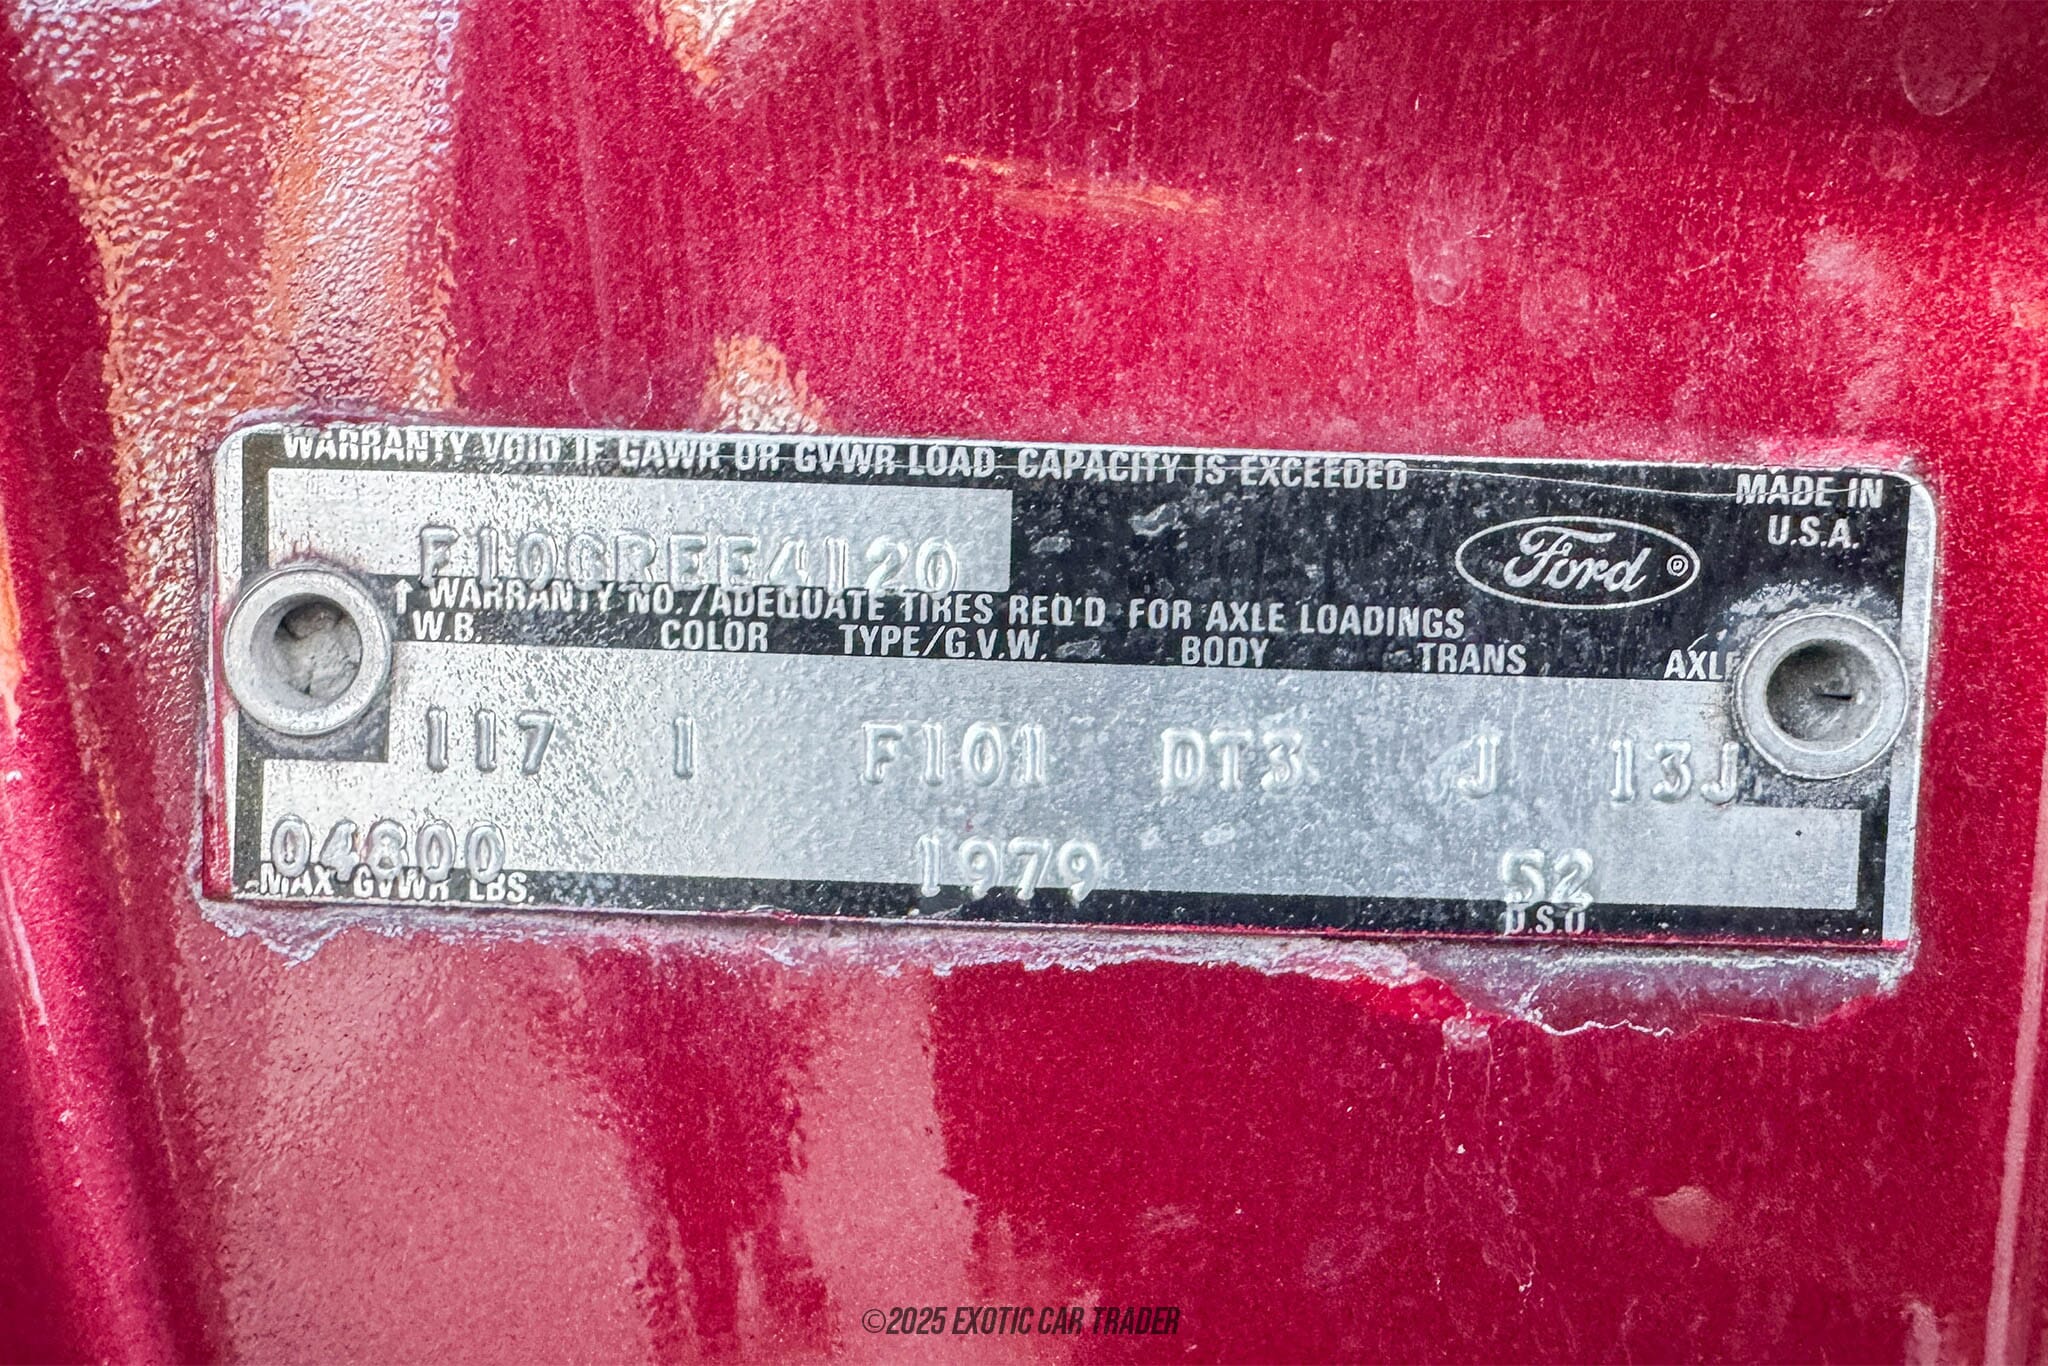 WARRANTY VOID IF GAWR OR GVWR LOAD CAPACITY IS EXCEEDED
MADE IN
U.S.A.
F10GREE4120
Ford ®
↑ WARRANTY NO./ADEQUATE TIRES REQ'D FOR AXLE LOADINGS
W.B. COLOR TYPE/G.V.W. BODY TRANS AXLE
117 1 F101 DT3 J 13J
04800 1979 52
MAX GVWR LBS. D.S.O.
©2025 EXOTIC CAR TRADER